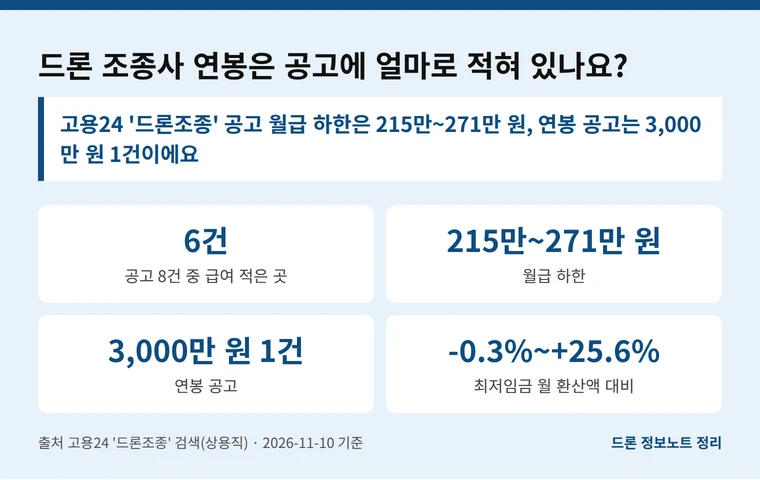 드론 조종사 연봉은 공고에 얼마로 적혀 있나요?
고용24 '드론조종' 공고 월급 하한은 215만~271만 원, 연봉 공고는 3,000
만 원 1건이에요
6건
공고 8건 중 급여 적은 곳
215만~271만 원
월급 하한
3,000만 원 1건
연봉 공고
-0.3%~+25.6%
최저임금 월 환산액 대비
출처 고용24 '드론조종' 검색(상용직) · 2026-11-10 기준
드론 정보노트 정리